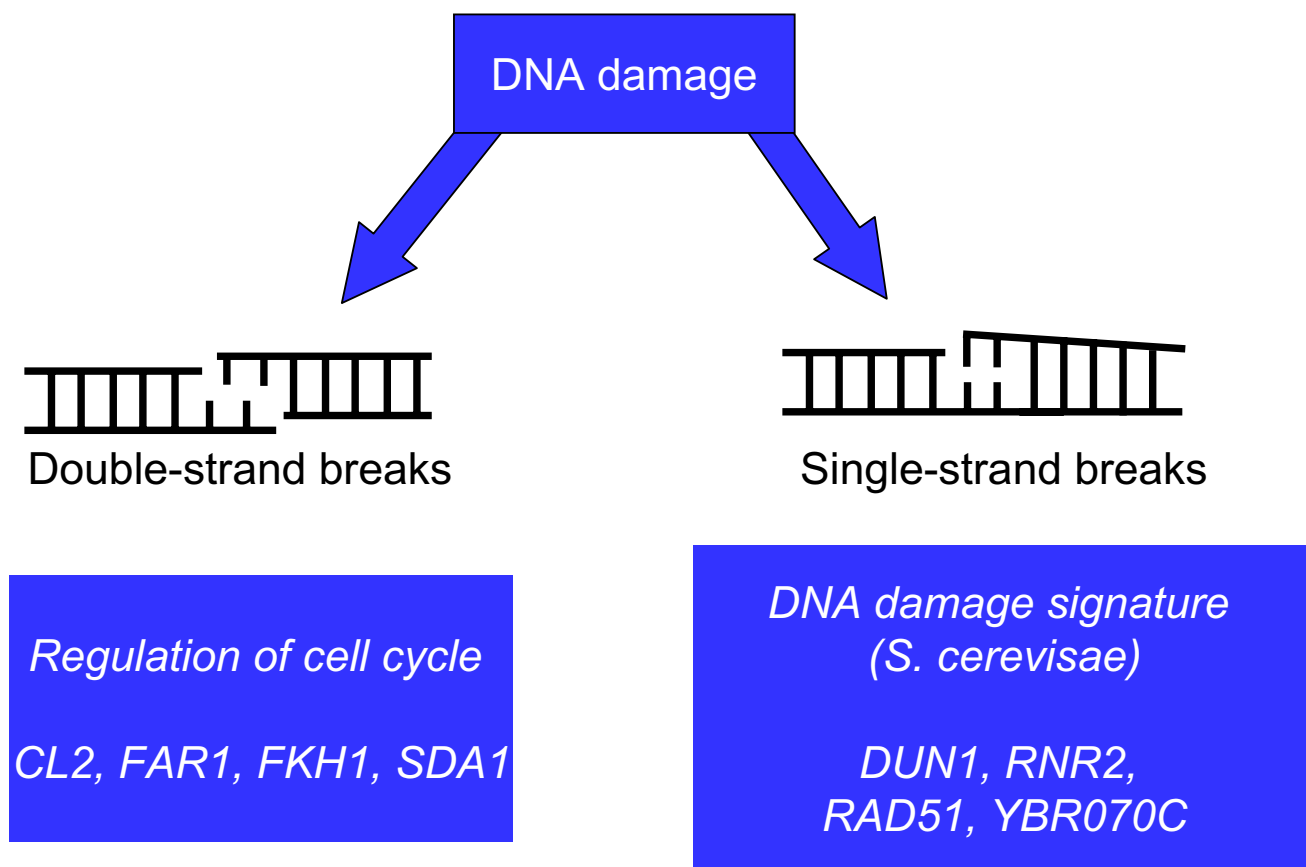 DNA damage
Double-strand breaks
Single-strand breaks
Regulation of cell cycle
CL2, FAR1, FKH1, SDA1
DNA damage signature
(S. cerevisae)
DUN1, RNR2,
RAD51, YBR070C